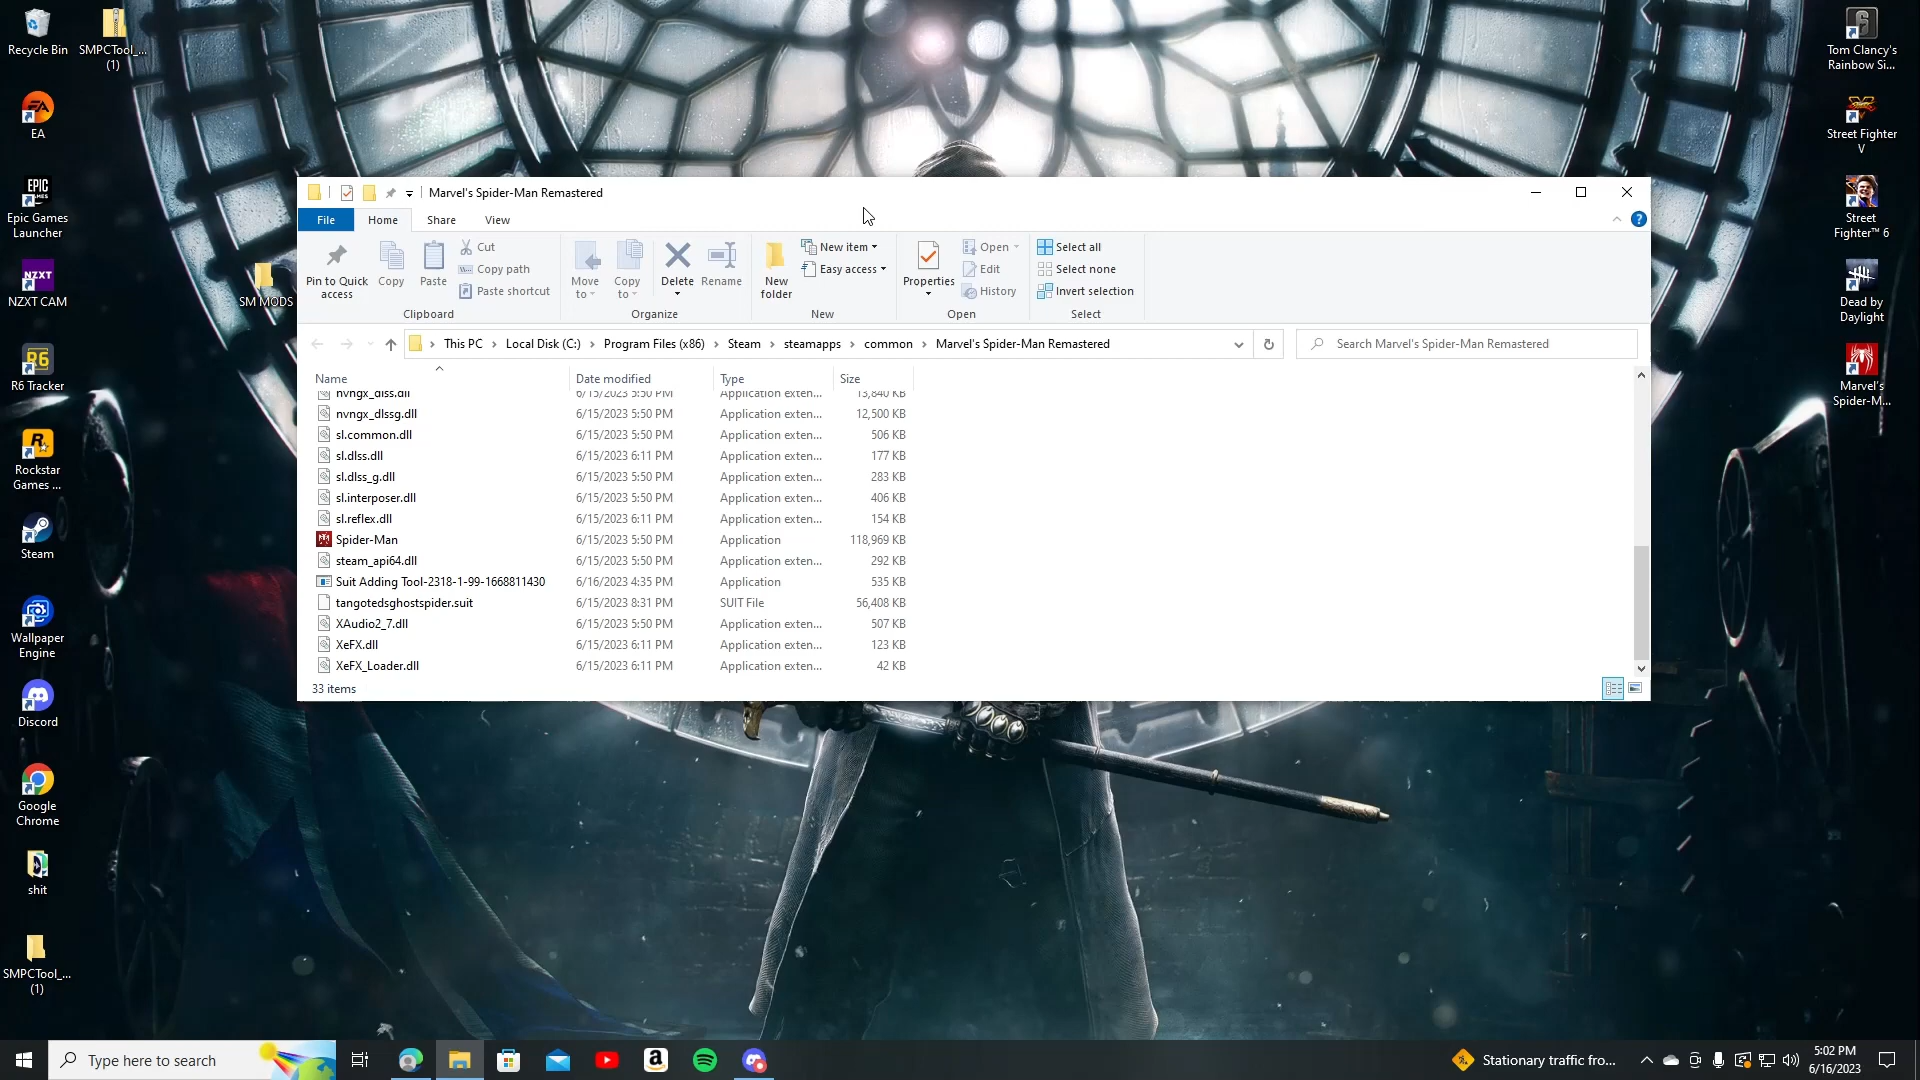 Recycle Bin
SMPCTool_...
(1)
EA
Epic Games
Launcher
NZXT CAM
SM MODS
R6 Tracker
Rockstar
Games ...
Steam
Wallpaper
Engine
Discord
Google
Chrome
shit
SMPCTool_...
(1)
Tom Clancy's
Rainbow Si...
Street Fighter
V
Street
Fighter™ 6
Dead by
Daylight
Marvel's
Spider-M...
Marvel's Spider-Man Remastered
File Home Share View
Pin to Quick
access
Copy
Paste
Cut
Copy path
Paste shortcut
Clipboard
Move
to
Copy
to
Delete
Rename
Organize
New
folder
New item
Easy access
New
Properties
Open
Edit
History
Open
Select all
Select none
Invert selection
Select
This PC Local Disk (C:) Program Files (x86) Steam steamapps common Marvel's Spider-Man Remastered
Search Marvel's Spider-Man Remastered
Name Date modified Type Size
nvngx_dlss.dll 6/15/2023 5:50 PM Application exten... 13,840 KB
nvngx_dlssg.dll 6/15/2023 5:50 PM Application exten... 12,500 KB
sl.common.dll 6/15/2023 5:50 PM Application exten... 506 KB
sl.dlss.dll 6/15/2023 6:11 PM Application exten... 177 KB
sl.dlss_g.dll 6/15/2023 5:50 PM Application exten... 283 KB
sl.interposer.dll 6/15/2023 5:50 PM Application exten... 406 KB
sl.reflex.dll 6/15/2023 6:11 PM Application exten... 154 KB
Spider-Man 6/15/2023 5:50 PM Application 118,969 KB
steam_api64.dll 6/15/2023 5:50 PM Application exten... 292 KB
Suit Adding Tool-2318-1-99-1668811430 6/16/2023 4:35 PM Application 535 KB
tangotedsghostspider.suit 6/15/2023 8:31 PM SUIT File 56,408 KB
XAudio2_7.dll 6/15/2023 5:50 PM Application exten... 507 KB
XeFX.dll 6/15/2023 6:11 PM Application exten... 123 KB
XeFX_Loader.dll 6/15/2023 6:11 PM Application exten... 42 KB
33 items
Type here to search
Stationary traffic fro...
5:02 PM
6/16/2023